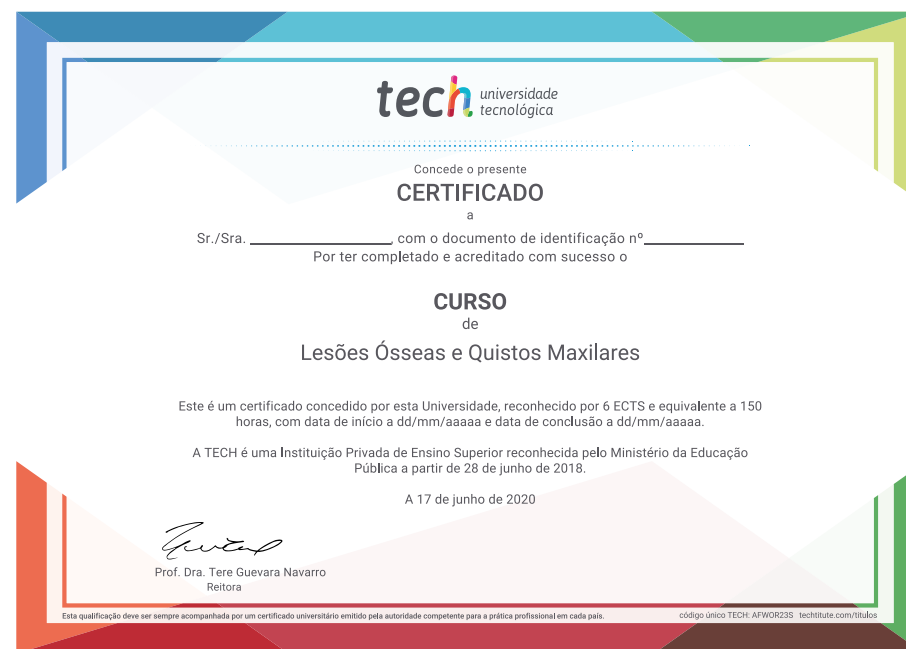 tech universidade
tecnológica
Concede o presente
CERTIFICADO
a
Sr./Sra. ____________________, com o documento de identificação nº______________
Por ter completado e acreditado com sucesso o
CURSO
de
Lesões Ósseas e Quistos Maxilares
Este é um certificado concedido por esta Universidade, reconhecido por 6 ECTS e equivalente a 150
horas, com data de início a dd/mm/aaaaa e data de conclusão a dd/mm/aaaaa.
A TECH é uma Instituição Privada de Ensino Superior reconhecida pelo Ministério da Educação
Pública a partir de 28 de junho de 2018.
A 17 de junho de 2020
Prof. Dra. Tere Guevara Navarro
Reitora
Esta qualificação deve ser sempre acompanhada por um certificado universitário emitido pela autoridade competente para a prática profissional em cada país.
código único TECH: AFWOR23S techtitute.com/titulos